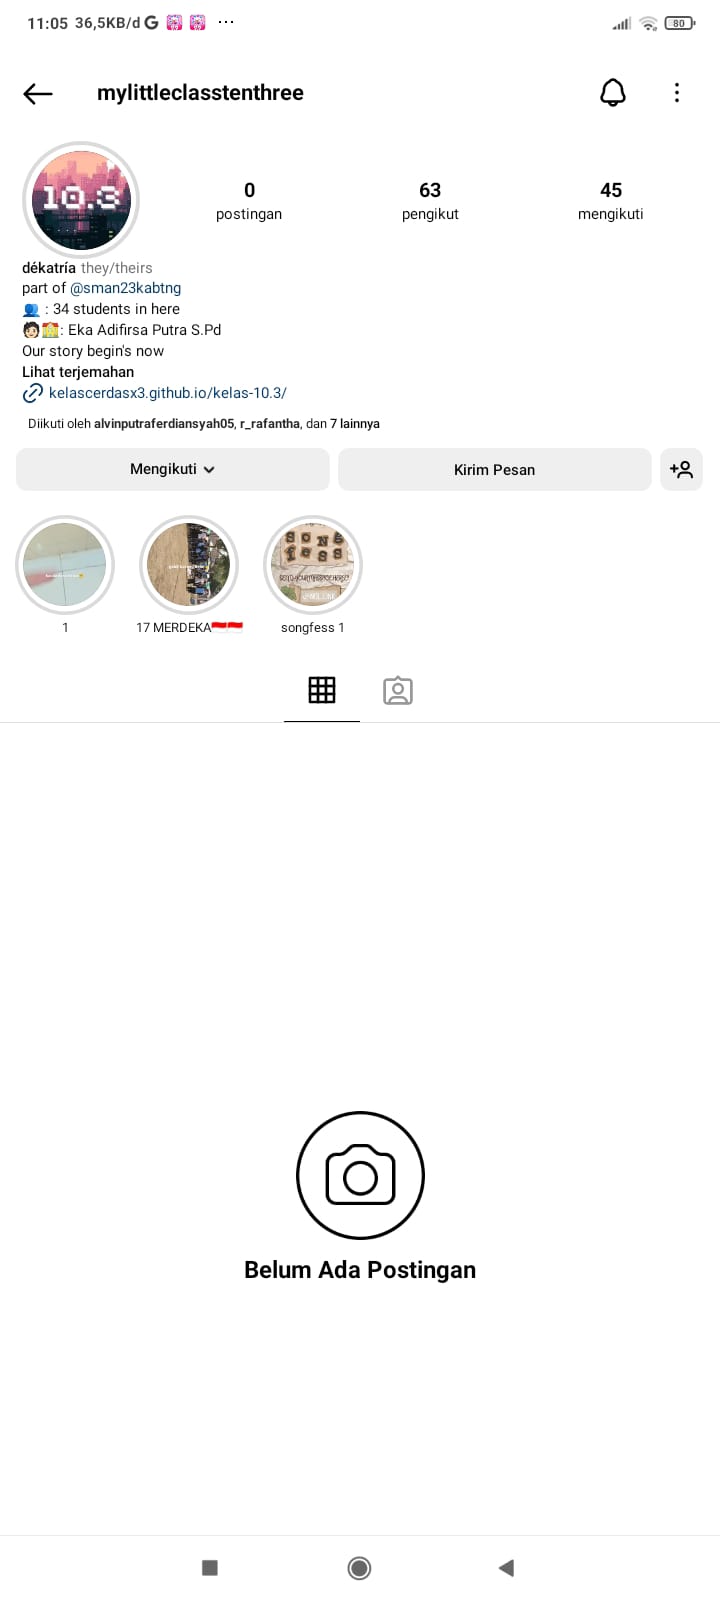 11:05 36,5KB/d G ...
80
mylittleclasstenthree
10.3
0 63 45
postingan pengikut mengikuti
dékatría they/theirs
part of @sman23kabtng
👥 : 34 students in here
🧑🏻🏫: Eka Adifirsa Putra S.Pd
Our story begin's now
Lihat terjemahan
kelascerdasx3.github.io/kelas-10.3/
Diikuti oleh alvinputraferdiansyah05, r_rafantha, dan 7 lainnya
Mengikuti Kirim Pesan
SONG
fess
1 17 MERDEKA🇮🇩🇮🇩 songfess 1
Belum Ada Postingan